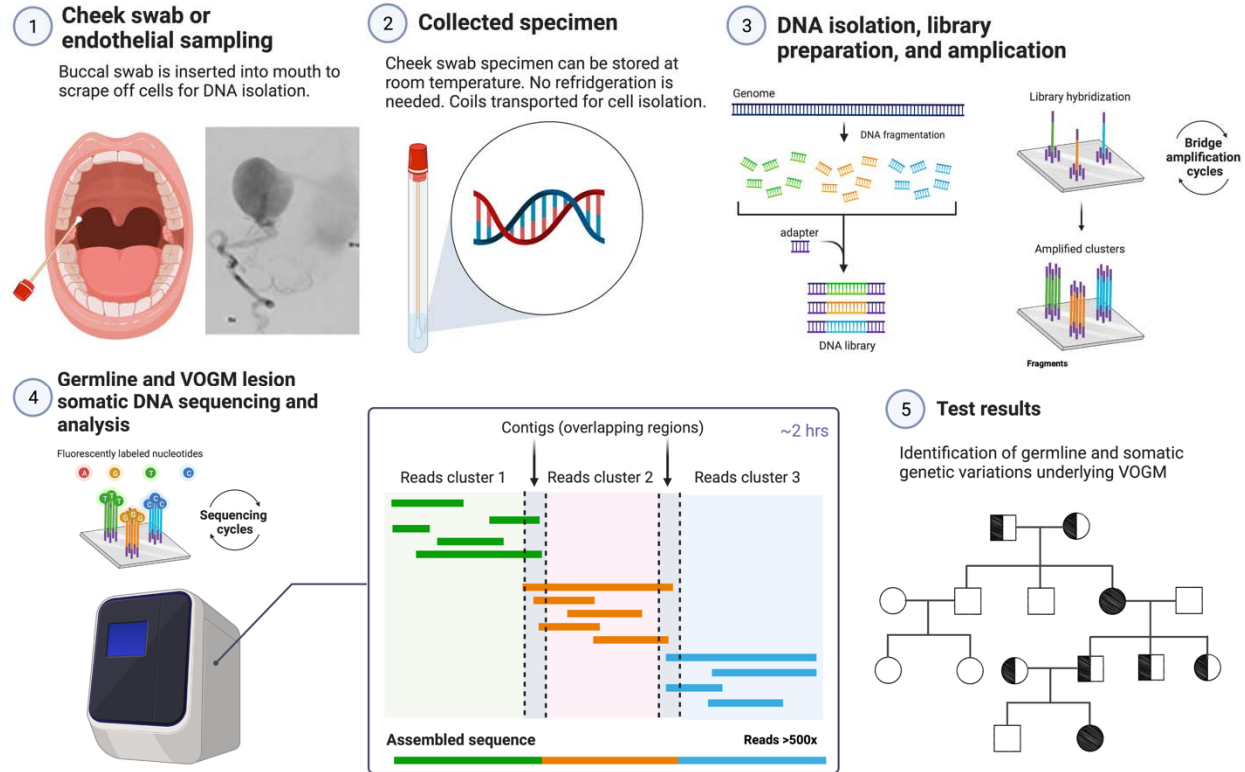 1
Cheek swab or
endothelial sampling
Buccal swab is inserted into mouth to
scrape off cells for DNA isolation.
2
Collected specimen
Cheek swab specimen can be stored at
room temperature. No refridgeration is
needed. Coils transported for cell isolation.
3
DNA isolation, library
preparation, and amplication
Genome
DNA fragmentation
adapter
DNA library
Library hybridization
Bridge
amplification
cycles
Amplified clusters
Fragments
4
Germline and VOGM lesion
somatic DNA sequencing and
analysis
Fluorescently labeled nucleotides
A G T C
T T T
G G G
C C C
Sequencing
cycles
Contigs (overlapping regions)
~2 hrs
Reads cluster 1
Reads cluster 2
Reads cluster 3
Assembled sequence
Reads >500x
5
Test results
Identification of germline and somatic
genetic variations underlying VOGM